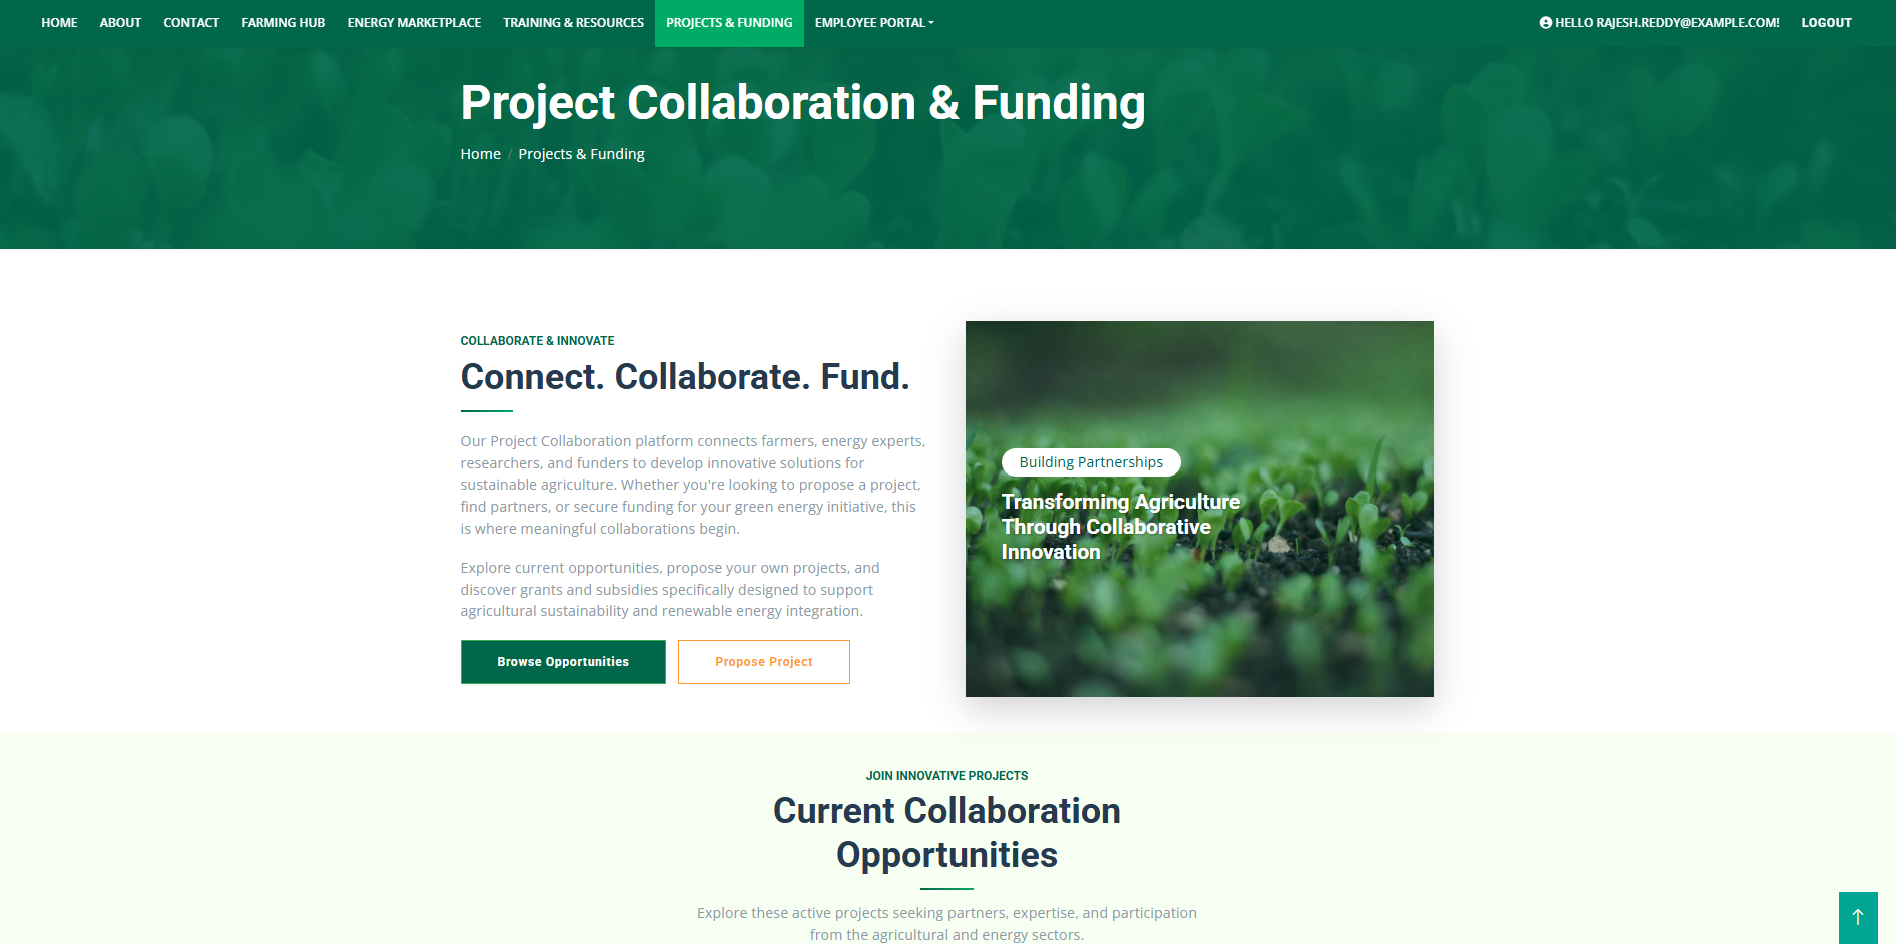 HOME ABOUT CONTACT FARMING HUB ENERGY MARKETPLACE TRAINING & RESOURCES PROJECTS & FUNDING EMPLOYEE PORTAL HELLO RAJESH.REDDY@EXAMPLE.COM! LOGOUT
Project Collaboration & Funding
Home / Projects & Funding
COLLABORATE & INNOVATE
Connect. Collaborate. Fund.
Our Project Collaboration platform connects farmers, energy experts,
researchers, and funders to develop innovative solutions for
sustainable agriculture. Whether you're looking to propose a project,
find partners, or secure funding for your green energy initiative, this
is where meaningful collaborations begin.
Explore current opportunities, propose your own projects, and
discover grants and subsidies specifically designed to support
agricultural sustainability and renewable energy integration.
Browse Opportunities Propose Project
Building Partnerships
Transforming Agriculture
Through Collaborative
Innovation
JOIN INNOVATIVE PROJECTS
Current Collaboration
Opportunities
Explore these active projects seeking partners, expertise, and participation
from the agricultural and energy sectors.